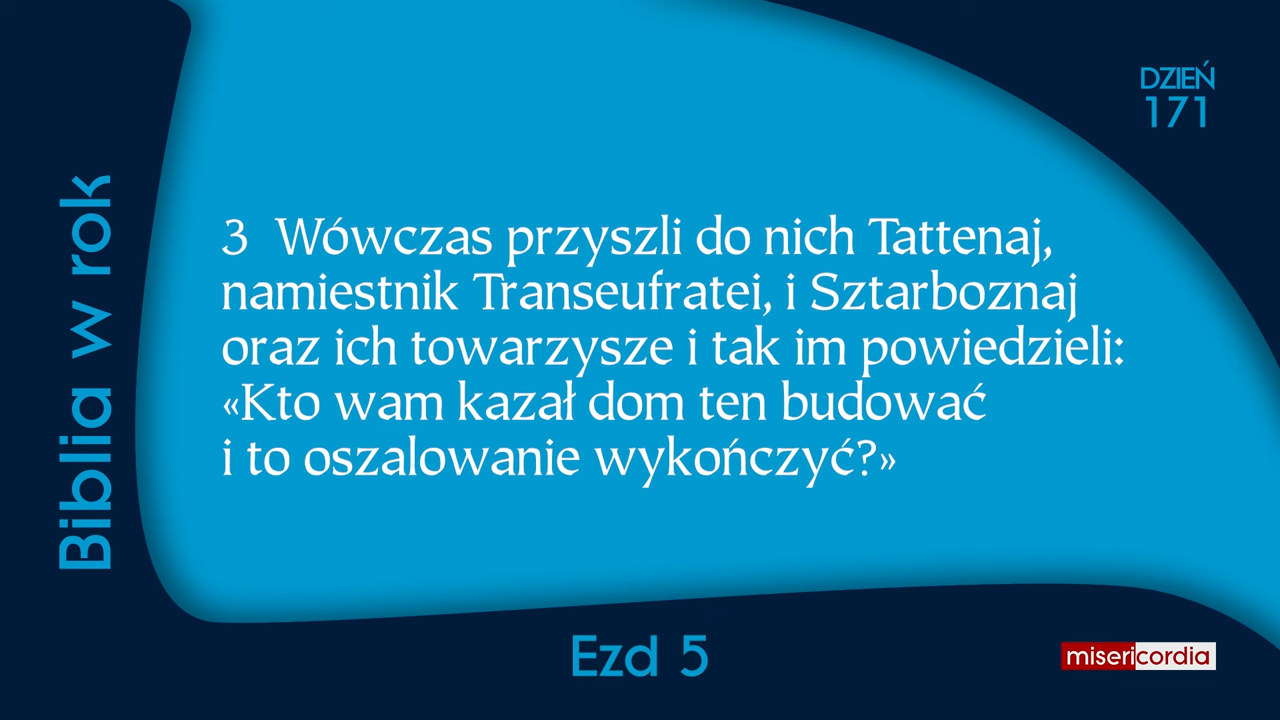 DZIEŃ
171
Biblia w rok
3 Wówczas przyszli do nich Tattenaj,
namiestnik Transeufratei, i Sztarboznaj
oraz ich towarzysze i tak im powiedzieli:
«Kto wam kazał dom ten budować
i to oszalowanie wykończyć?»
Ezd 5
misericordia